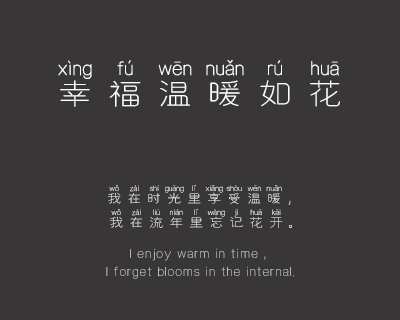 xìng fú wēn nuǎn rú huā
幸福温暖如花
wǒ zài shí guāng lǐ xiǎng shòu wēn nuǎn
我在时光里享受温暖，
wǒ zài liú nián lǐ wàng jì huā kāi
我在流年里忘记花开。
I enjoy warm in time ,
I forget blooms in the internal.